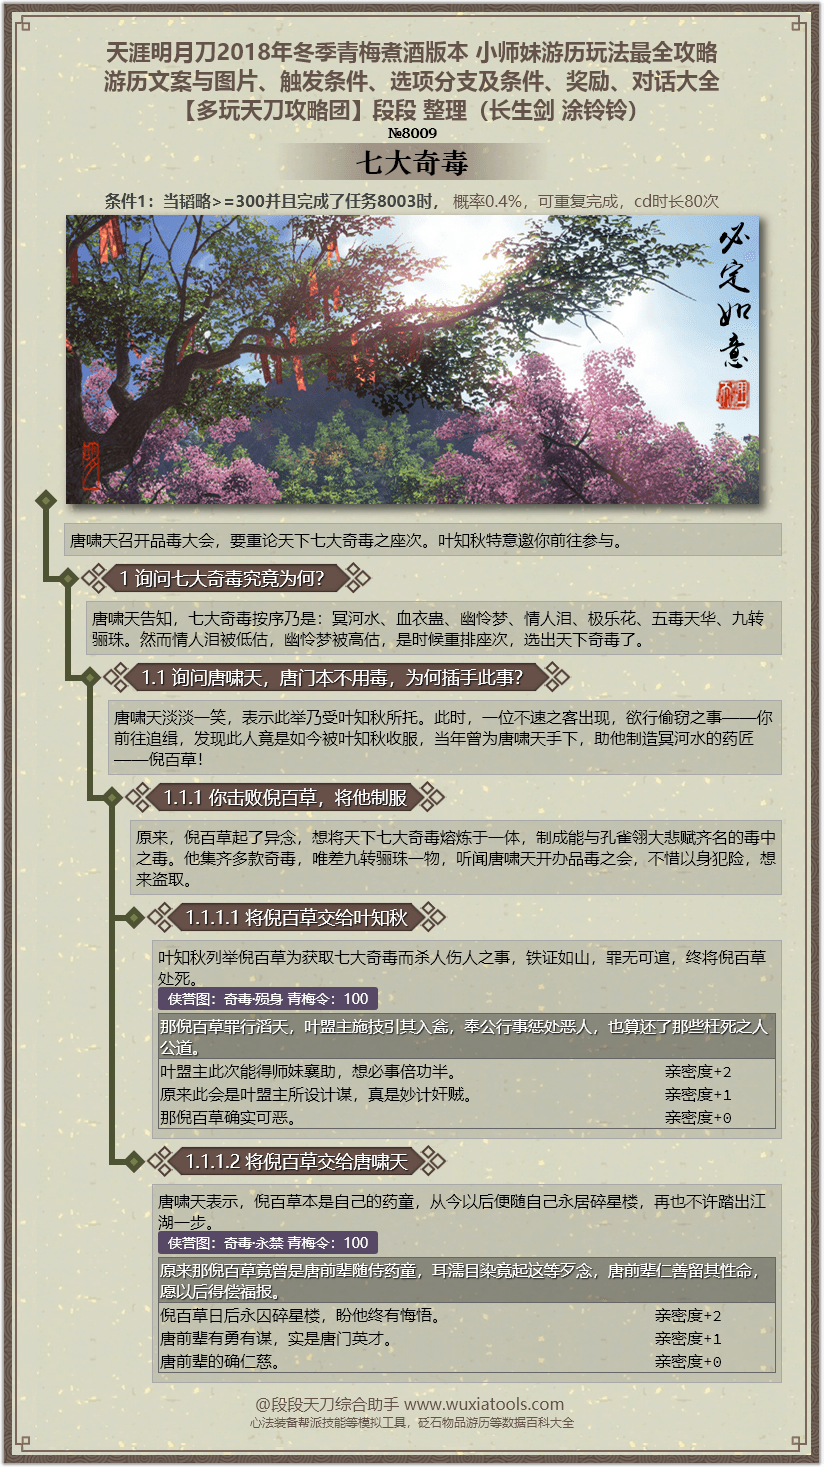 天涯明月刀2018年冬季青梅煮酒版本 小师妹游历玩法最全攻略
游历文案与图片、触发条件、选项分支及条件、奖励、对话大全
【多玩天刀攻略团】段段 整理（长生剑 涂铃铃）
№8009
七大奇毒
条件1：当韬略>=300并且完成了任务8003时， 概率0.4%，可重复完成，cd时长80次
必定如意
唐啸天召开品毒大会，要重论天下七大奇毒之座次。叶知秋特意邀你前往参与。
1 询问七大奇毒究竟为何？
唐啸天告知，七大奇毒按序乃是：冥河水、血衣蛊、幽怜梦、情人泪、极乐花、五毒天华、九转
骊珠。然而情人泪被低估，幽怜梦被高估，是时候重排座次，选出天下奇毒了。
1.1 询问唐啸天，唐门本不用毒，为何插手此事？
唐啸天淡淡一笑，表示此举乃受叶知秋所托。此时，一位不速之客出现，欲行偷窃之事——你
前往追缉，发现此人竟是如今被叶知秋收服，当年曾为唐啸天手下，助他制造冥河水的药匠
——倪百草！
1.1.1 你击败倪百草，将他制服
原来，倪百草起了异念，想将天下七大奇毒熔炼于一体，制成能与孔雀翎大悲赋齐名的毒中
之毒。他集齐多款奇毒，唯差九转骊珠一物，听闻唐啸天开办品毒之会，不惜以身犯险，想
来盗取。
1.1.1.1 将倪百草交给叶知秋
叶知秋列举倪百草为获取七大奇毒而杀人伤人之事，铁证如山，罪无可逭，终将倪百草
处死。
侠誉图：奇毒·殒身 青梅令：100
那倪百草罪行滔天，叶盟主施技引其入瓮，奉公行事惩处恶人，也算还了那些枉死之人
公道。
叶盟主此次能得师妹襄助，想必事倍功半。 亲密度+2
原来此会是叶盟主所设计谋，真是妙计奸贼。 亲密度+1
那倪百草确实可恶。 亲密度+0
1.1.1.2 将倪百草交给唐啸天
唐啸天表示，倪百草本是自己的药童，从今以后便随自己永居碎星楼，再也不许踏出江
湖一步。
侠誉图：奇毒·永禁 青梅令：100
原来那倪百草竟曾是唐前辈随侍药童，耳濡目染竟起这等歹念，唐前辈仁善留其性命，
愿以后得偿福报。
倪百草日后永囚碎星楼，盼他终有悔悟。 亲密度+2
唐前辈有勇有谋，实是唐门英才。 亲密度+1
唐前辈的确仁慈。 亲密度+0
@段段天刀综合助手 www.wuxiatools.com
心法装备帮派技能等模拟工具，砭石物品游历等数据百科大全